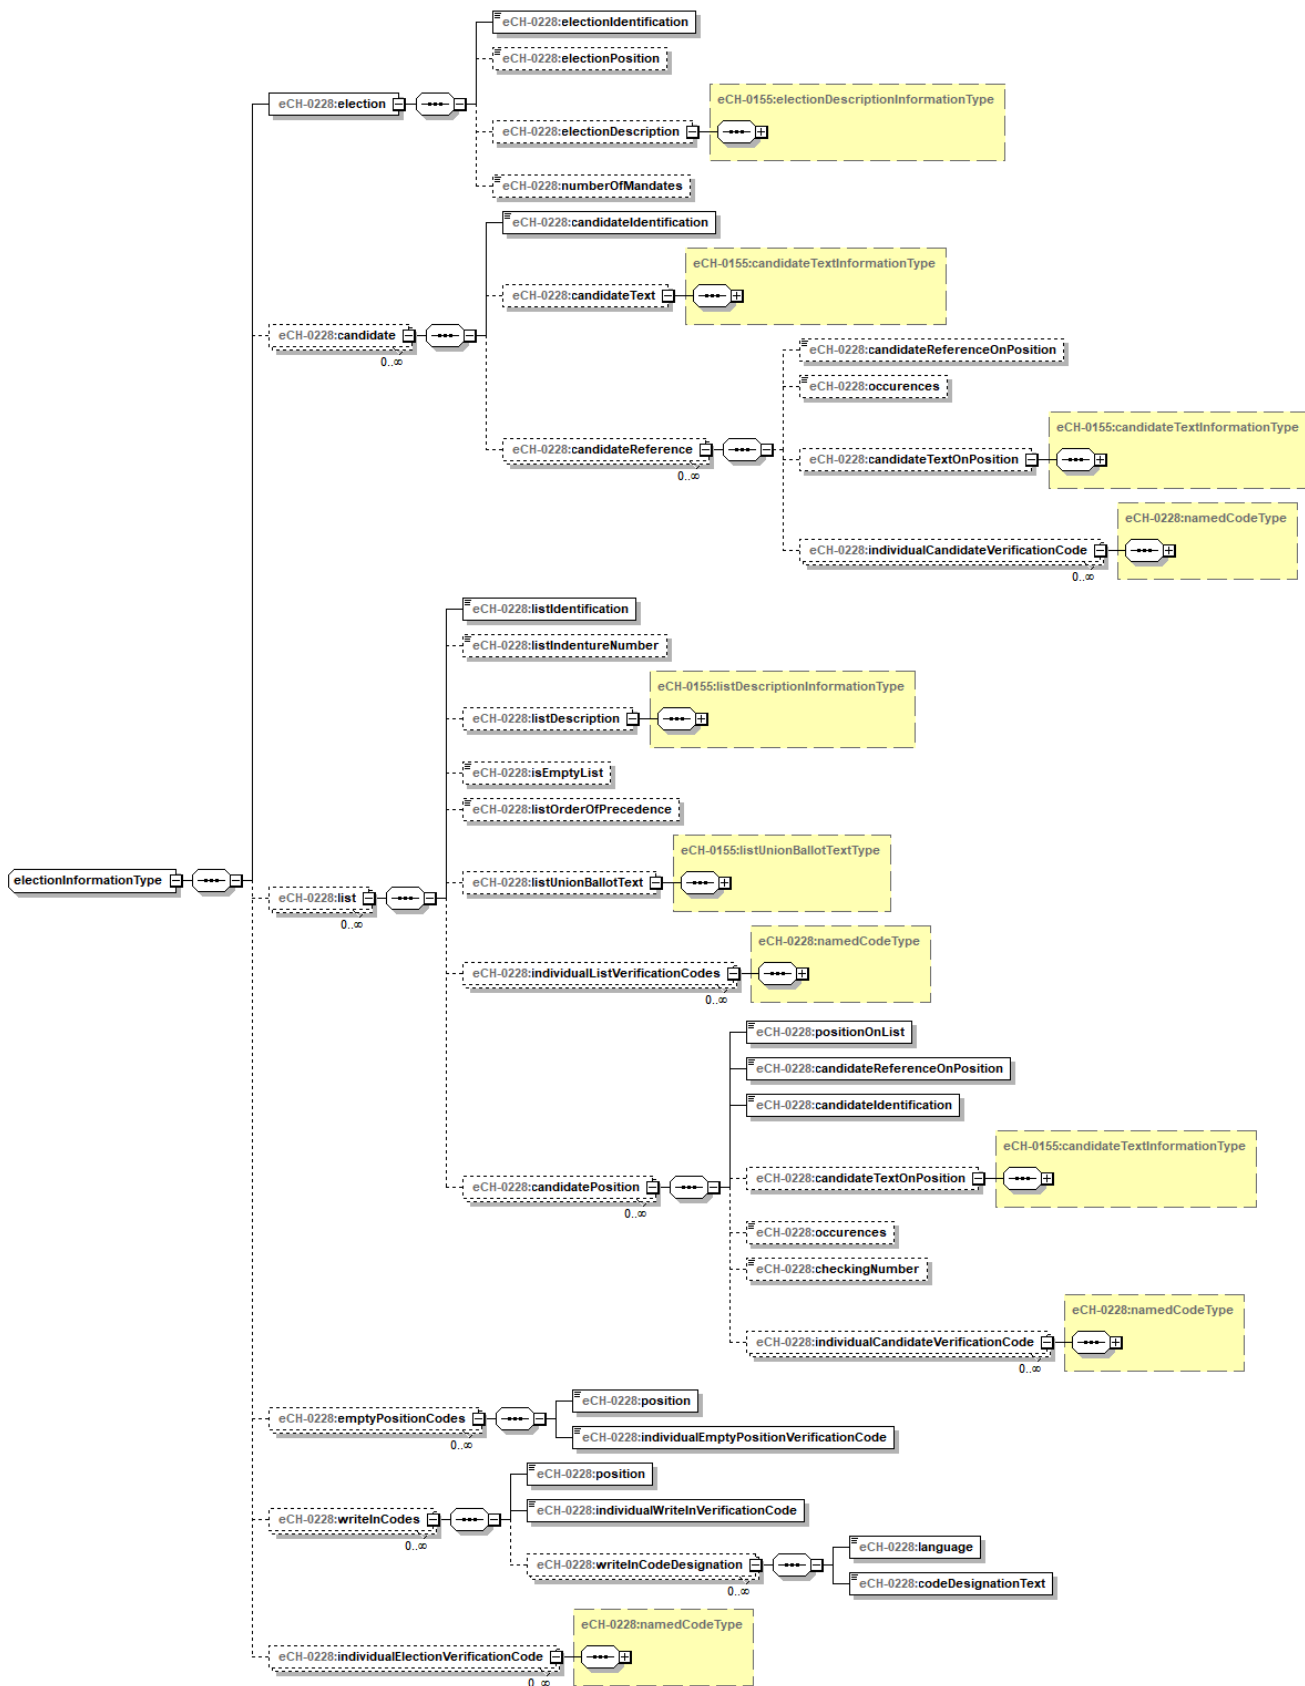 eCH-0228:electionIdentification
eCH-0228:electionPosition
eCH-0155:electionDescriptionInformationType
eCH-0228:election
eCH-0228:electionDescription
eCH-0228:numberOfMandates
eCH-0228:candidateIdentification
eCH-0155:candidateTextInformationType
eCH-0228:candidateText
eCH-0228:candidate
0..∞
eCH-0228:candidateReferenceOnPosition
eCH-0228:occurences
eCH-0155:candidateTextInformationType
eCH-0228:candidateReference
0..∞
eCH-0228:candidateTextOnPosition
eCH-0228:namedCodeType
eCH-0228:individualCandidateVerificationCode
0..∞
eCH-0228:listIdentification
eCH-0228:listIndentureNumber
eCH-0155:listDescriptionInformationType
eCH-0228:listDescription
eCH-0228:isEmptyList
eCH-0228:listOrderOfPrecedence
eCH-0155:listUnionBallotTextType
electionInformationType
eCH-0228:listUnionBallotText
eCH-0228:list
0..∞
eCH-0228:namedCodeType
eCH-0228:individualListVerificationCodes
0..∞
eCH-0228:positionOnList
eCH-0228:candidateReferenceOnPosition
eCH-0228:candidateIdentification
eCH-0155:candidateTextInformationType
eCH-0228:candidateTextOnPosition
eCH-0228:candidatePosition
0..∞
eCH-0228:occurences
eCH-0228:checkingNumber
eCH-0228:namedCodeType
eCH-0228:individualCandidateVerificationCode
0..∞
eCH-0228:position
eCH-0228:emptyPositionCodes
0..∞
eCH-0228:individualEmptyPositionVerificationCode
eCH-0228:position
eCH-0228:individualWriteInVerificationCode
eCH-0228:writeInCodes
0..∞
eCH-0228:language
eCH-0228:writeInCodeDesignation
0..∞
eCH-0228:codeDesignationText
eCH-0228:namedCodeType
eCH-0228:individualElectionVerificationCode
0..∞